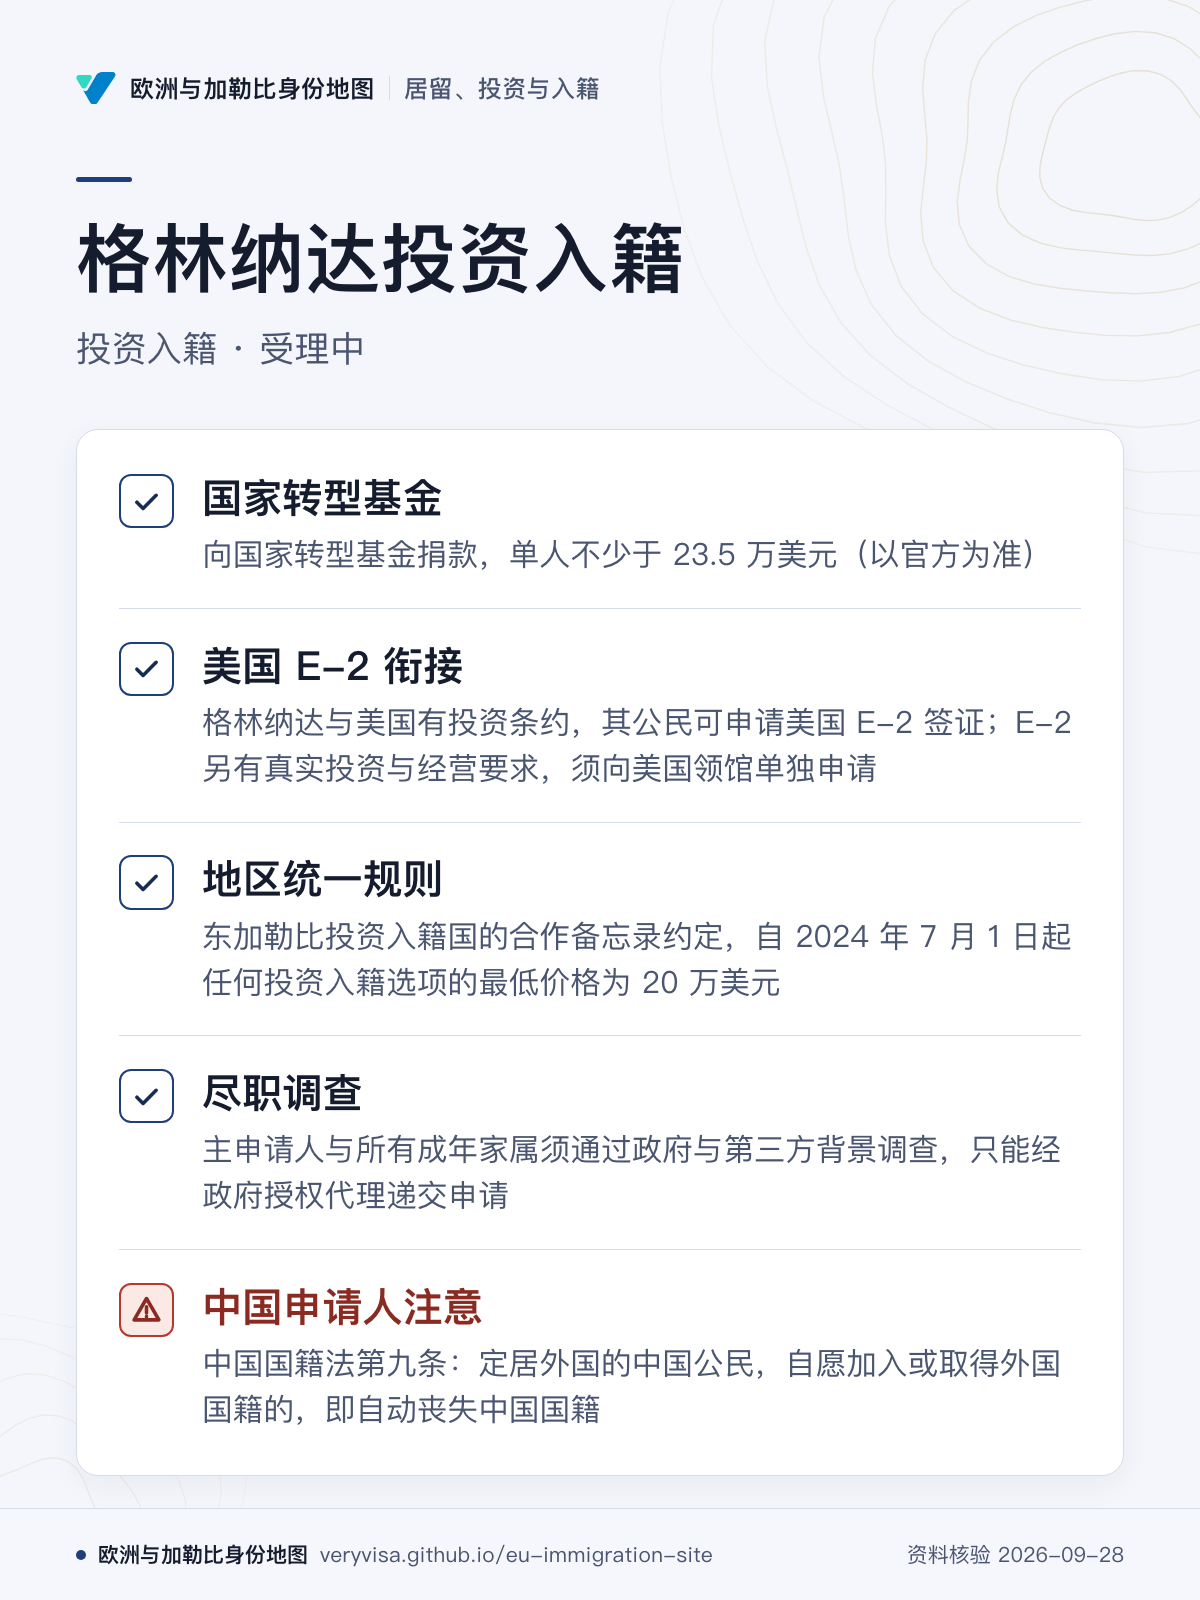 欧洲与加勒比身份地图 居留、投资与入籍
格林纳达投资入籍
投资入籍 · 受理中
国家转型基金
向国家转型基金捐款，单人不少于 23.5 万美元（以官方为准）
美国 E-2 衔接
格林纳达与美国有投资条约，其公民可申请美国 E-2 签证；E-2
另有真实投资与经营要求，须向美国领馆单独申请
地区统一规则
东加勒比投资入籍国的合作备忘录约定，自 2024 年 7 月 1 日起
任何投资入籍选项的最低价格为 20 万美元
尽职调查
主申请人与所有成年家属须通过政府与第三方背景调查，只能经
政府授权代理递交申请
中国申请人注意
中国国籍法第九条：定居外国的中国公民，自愿加入或取得外国
国籍的，即自动丧失中国国籍
欧洲与加勒比身份地图 veryvisa.github.io/eu-immigration-site
资料核验 2026-09-28